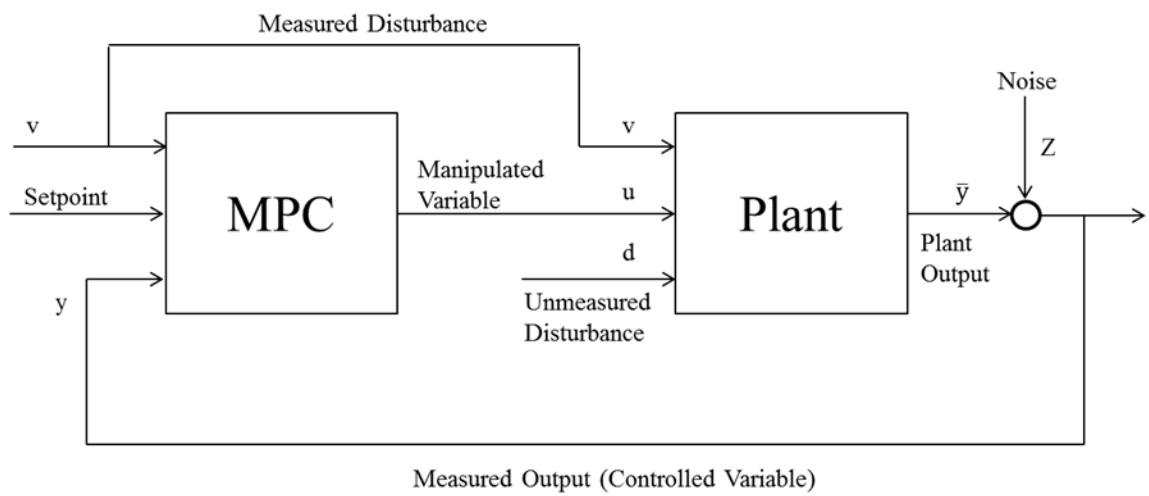 Measured Disturbance
Noise
v
v
Z
Setpoint
Manipulated
Variable
MPC
u
Plant
ȳ
Plant
Output
d
y
Unmeasured
Disturbance
Measured Output (Controlled Variable)